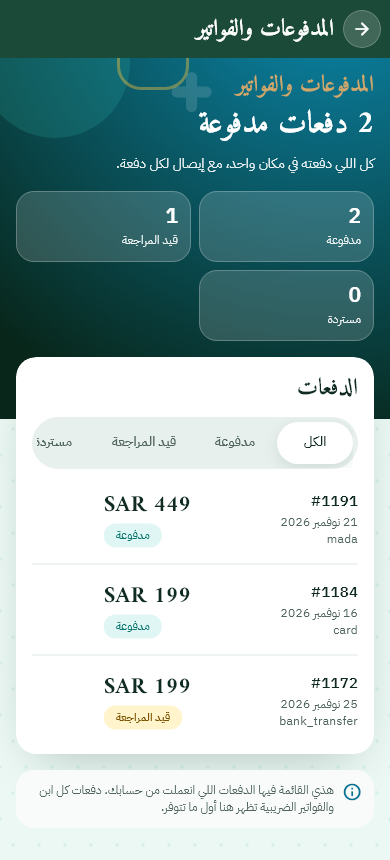 المدفوعات والفواتير
المدفوعات والفواتير
2 دفعات مدفوعة
كل اللي دفعته في مكان واحد، مع إيصال لكل دفعة.
2
مدفوعة
1
قيد المراجعة
0
مستردة
الدفعات
الكل
مدفوعة
قيد المراجعة
مستردة
#1191
21 نوفمبر 2026
mada
SAR 449
مدفوعة
#1184
16 نوفمبر 2026
card
SAR 199
مدفوعة
#1172
25 نوفمبر 2026
bank_transfer
SAR 199
قيد المراجعة
هذي القائمة فيها الدفعات اللي انعملت من حسابك. دفعات كل ابن
والفواتير الضريبية تظهر هنا أول ما تتوفر.